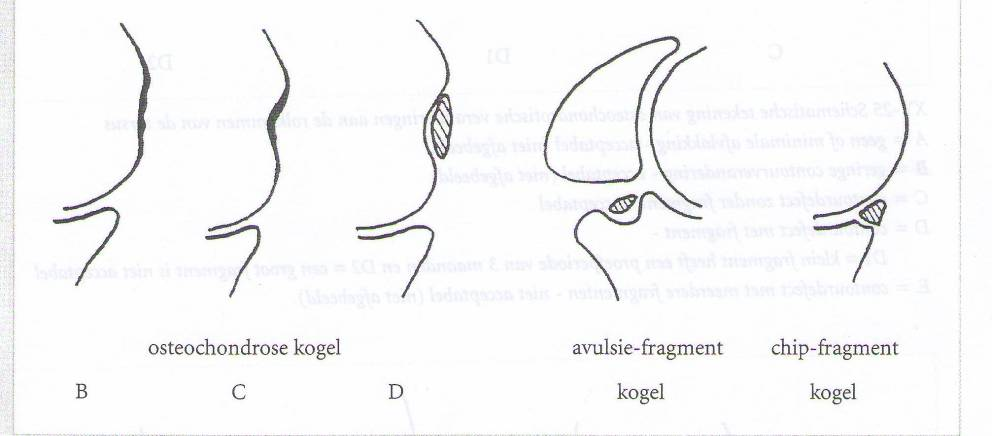 osteochondrose kogel
avulsie-fragment
chip-fragment
B
C
D
kogel
kogel